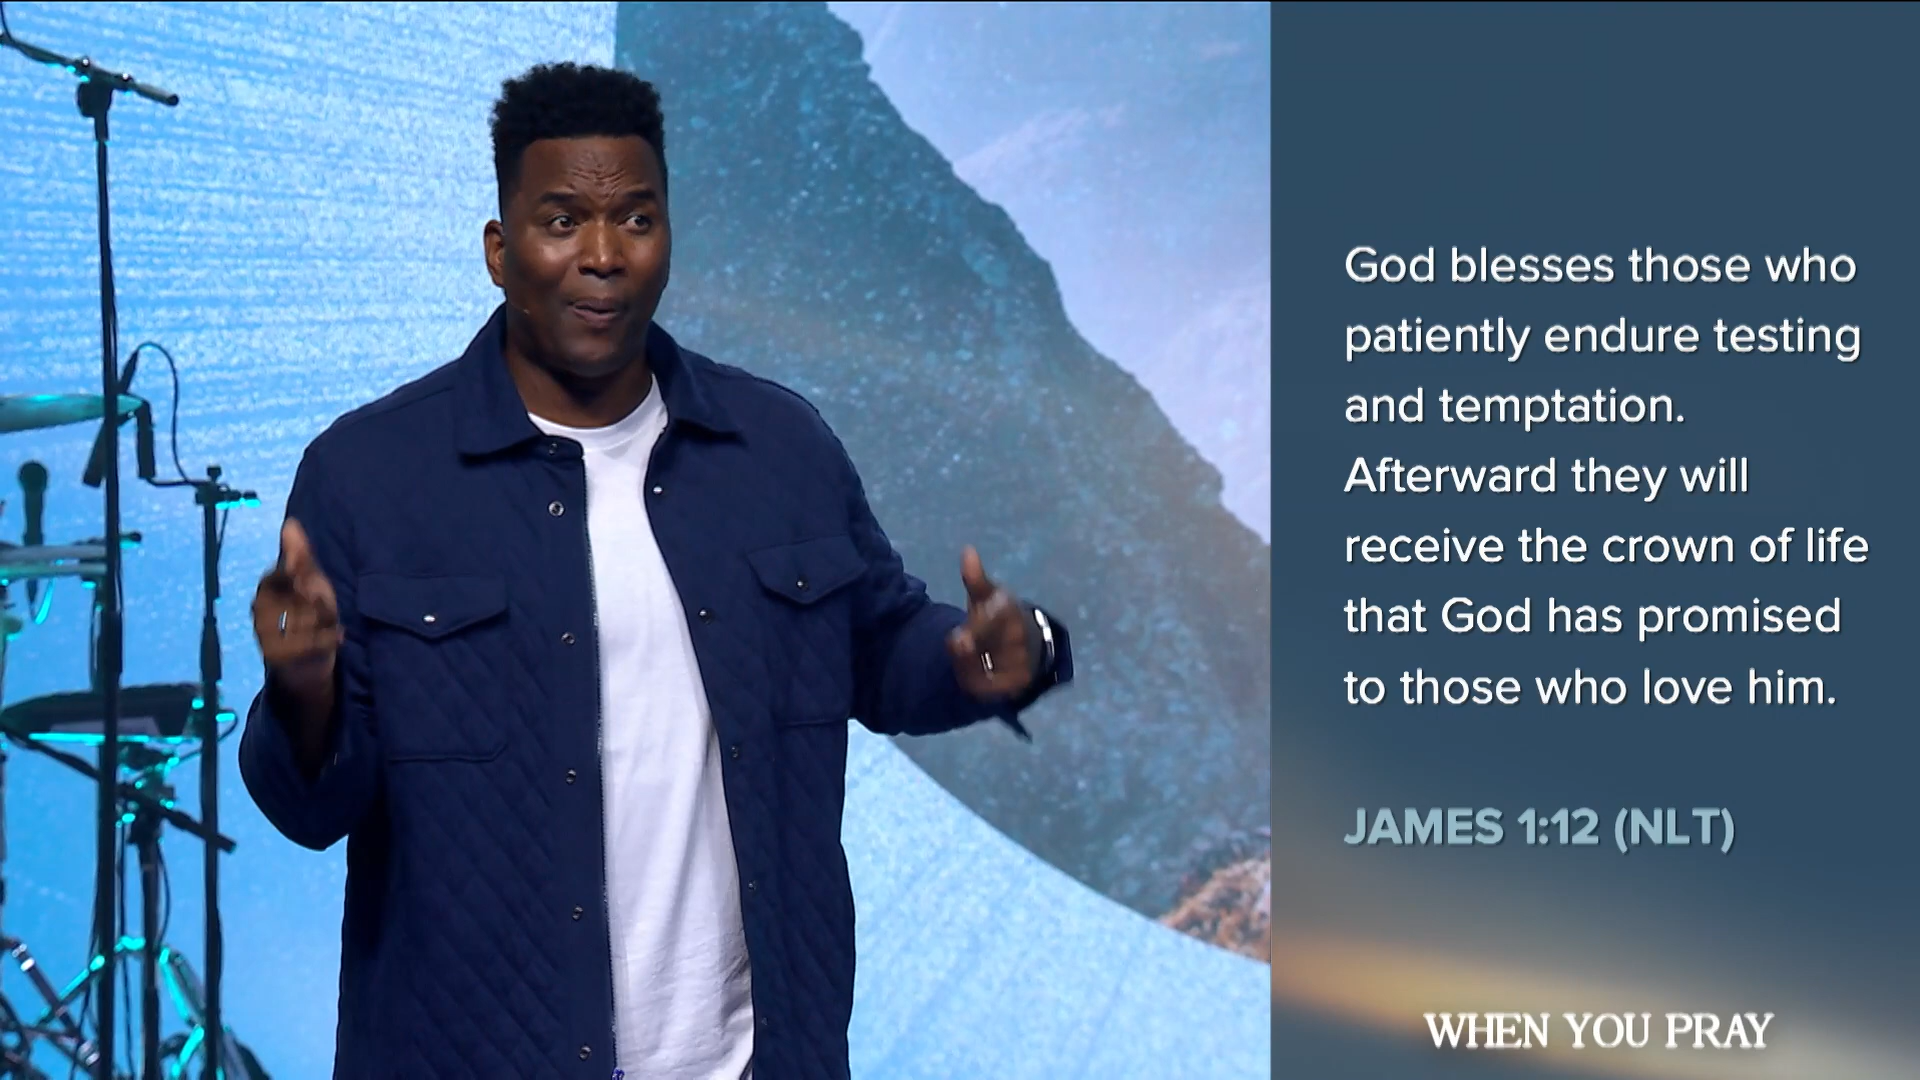 God blesses those who
patiently endure testing
and temptation.
Afterward they will
receive the crown of life
that God has promised
to those who love him.
JAMES 1:12 (NLT)
WHEN YOU PRAY